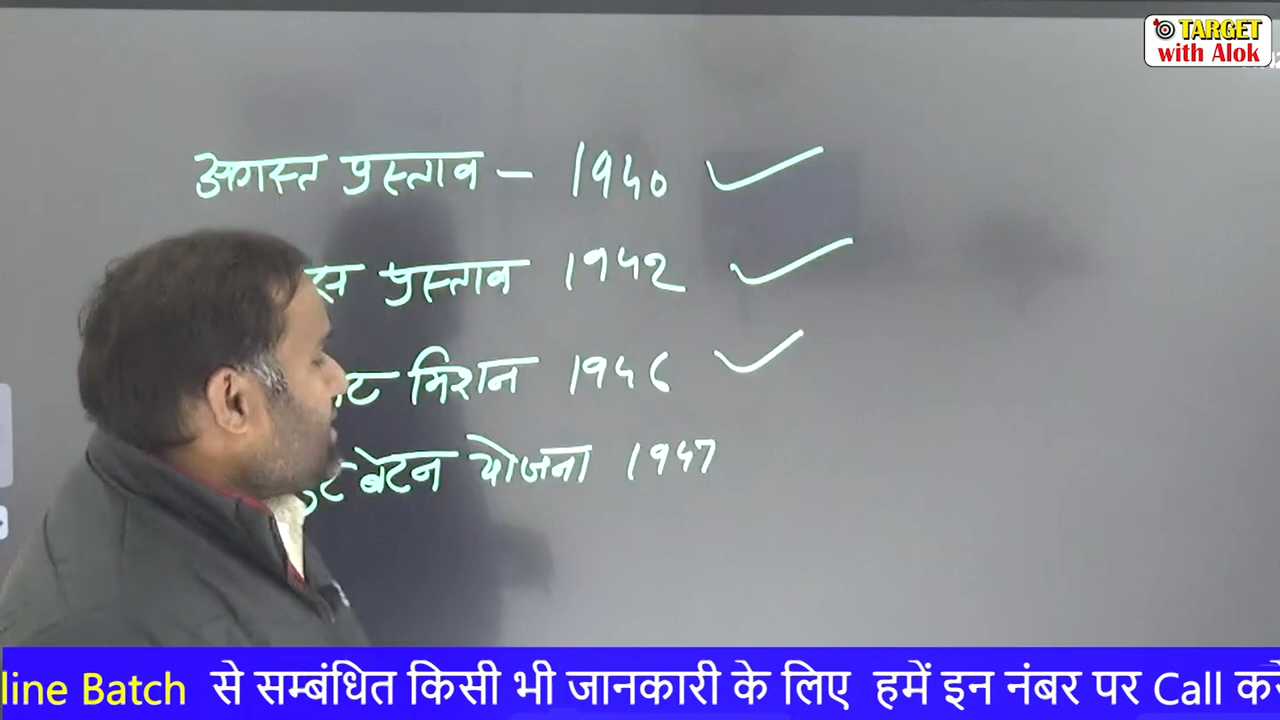 TARGET
with Alok
अगस्त प्रस्ताव - 1940
स प्रस्ताव 1942
मिशन 1946
बेटन योजना 1947
line Batch से सम्बंधित किसी भी जानकारी के लिए हमें इन नंबर पर Call करें